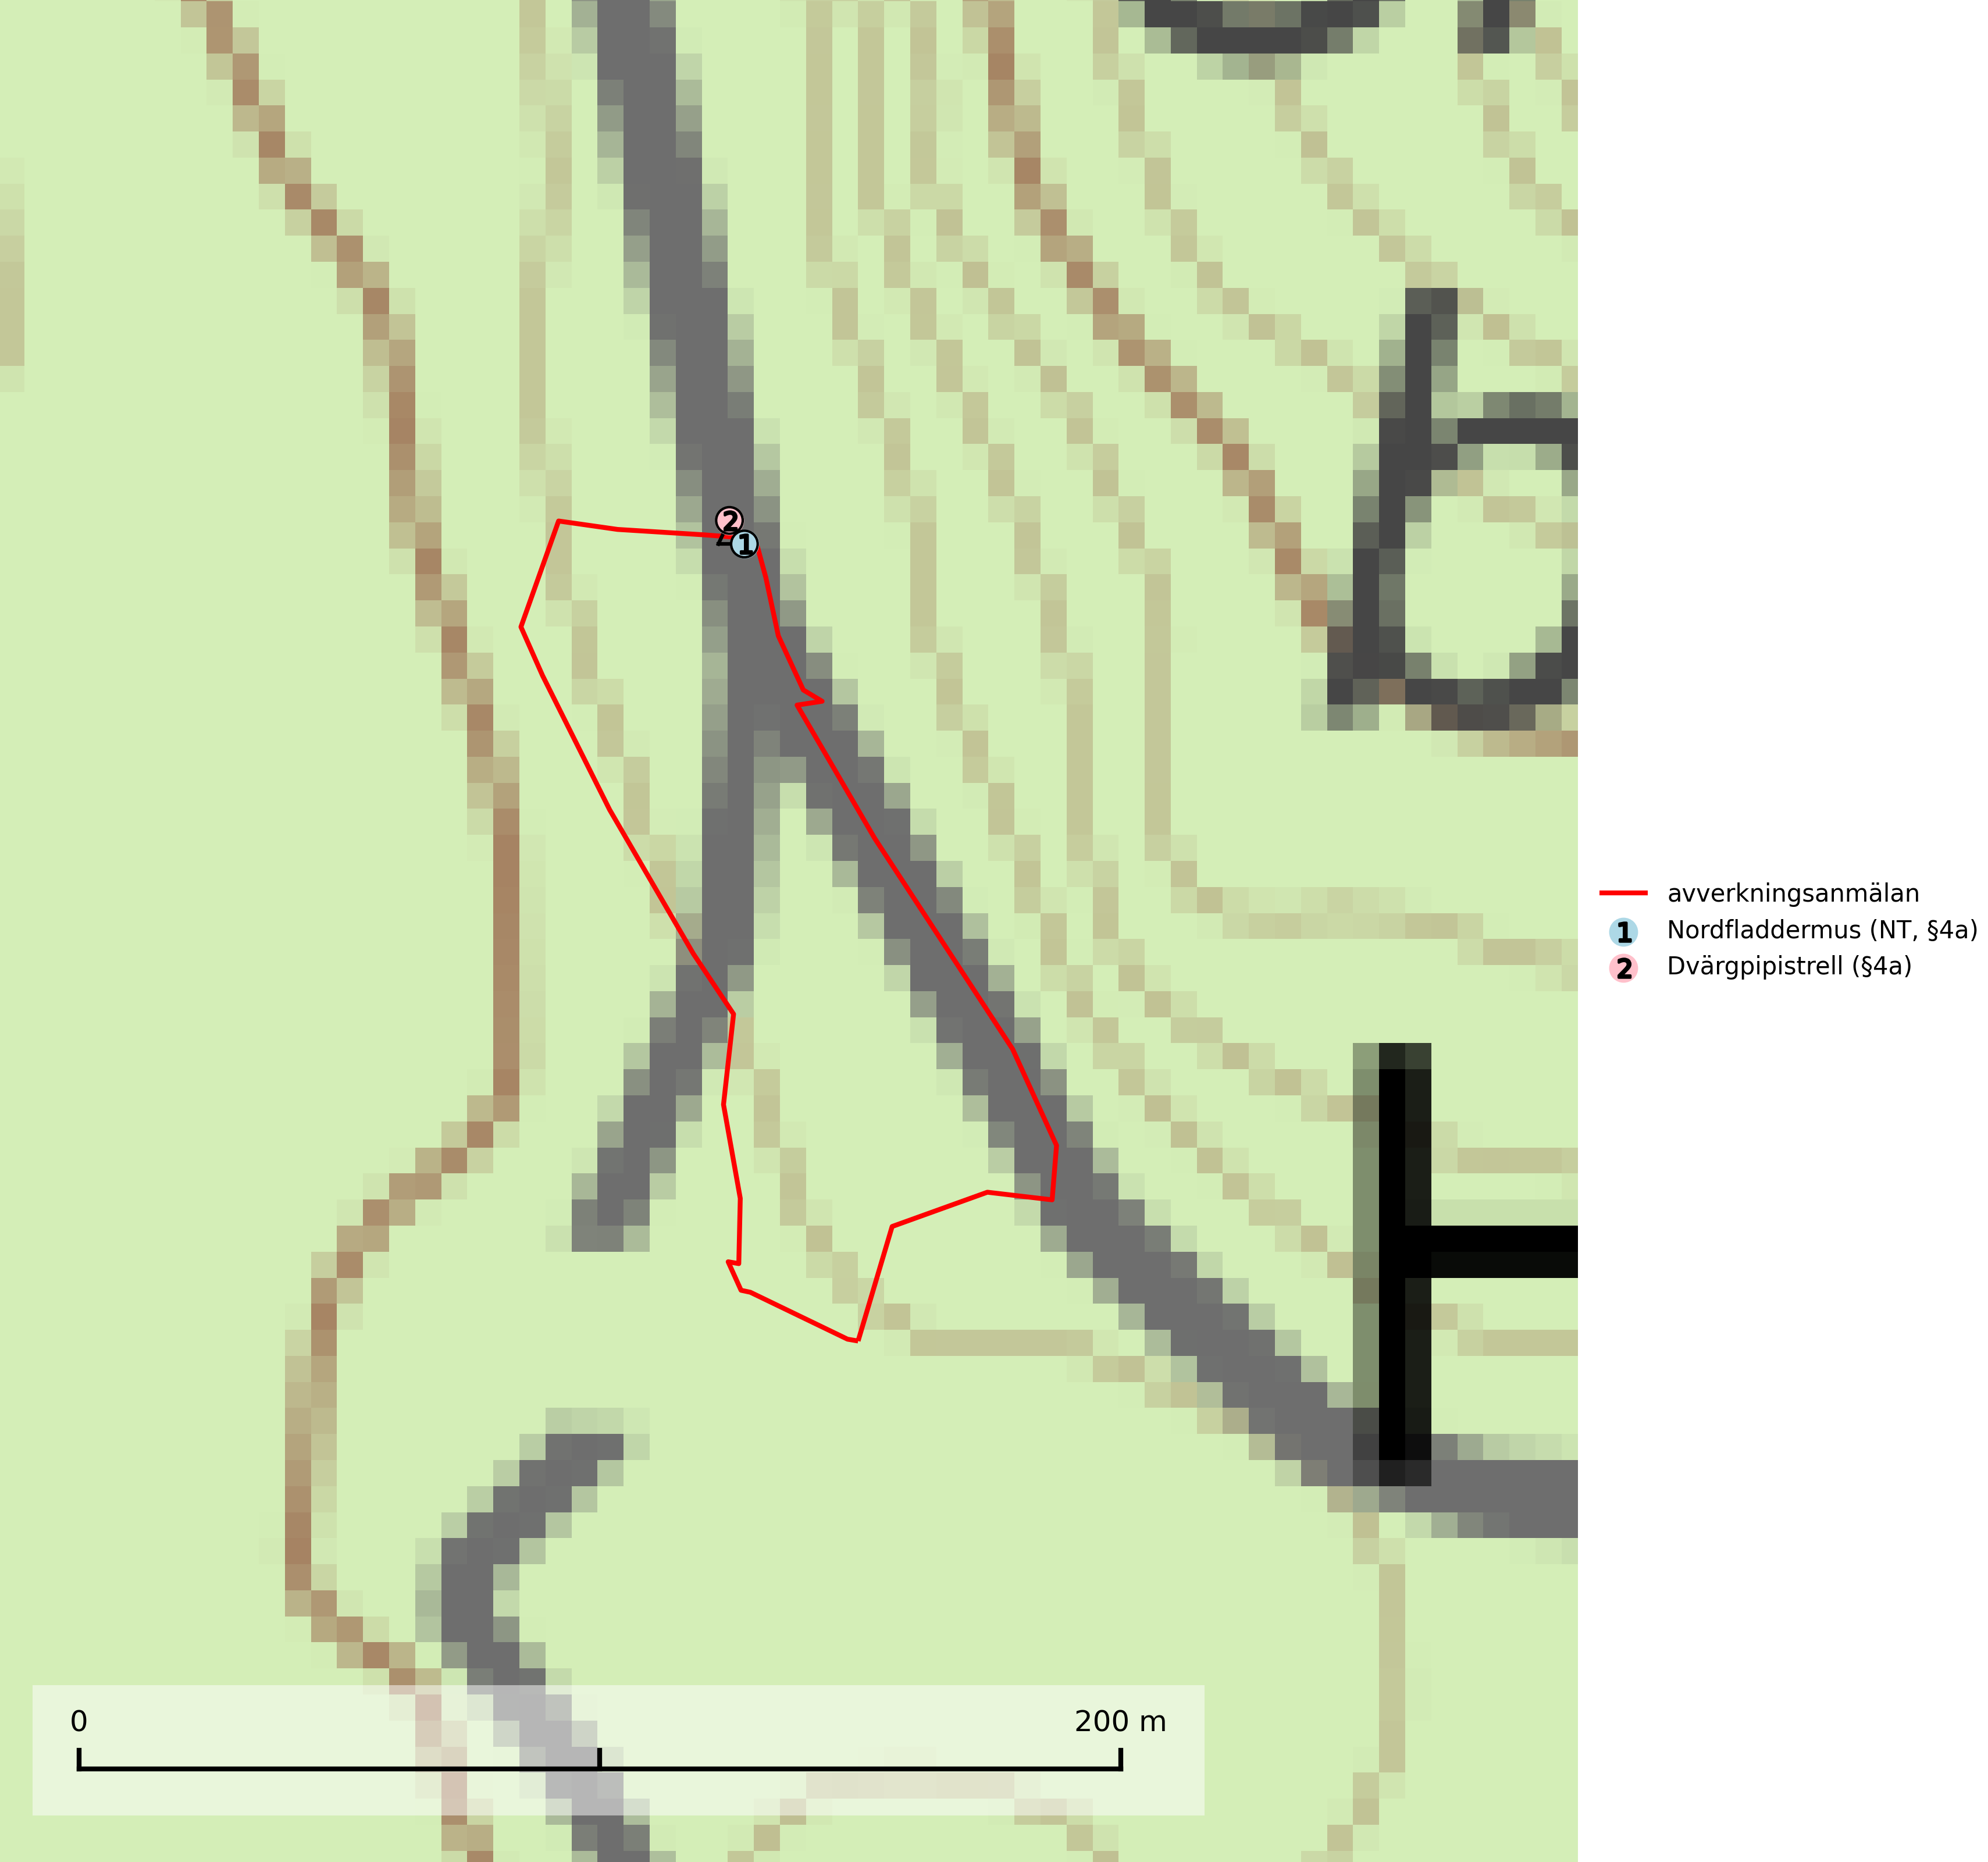 2
1
avverkningsanmälan
1 Nordfladdermus (NT, §4a)
2 Dvärgpipistrell (§4a)
0 200 m